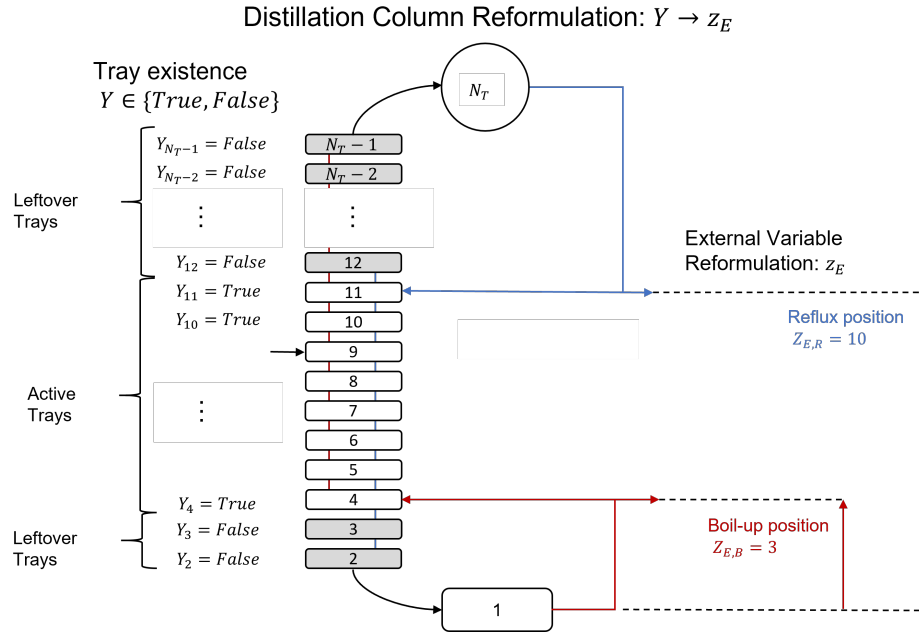 Distillation Column Reformulation: Y → z_E
Tray existence
Y ∈ {True, False}
N_T
Y_{N_T−1} = False
N_T − 1
Y_{N_T−2} = False
N_T − 2
Leftover
Trays
⋮
⋮
Y_12 = False
12
Y_11 = True
11
Y_10 = True
10
9
8
7
6
5
Active
Trays
⋮
Y_4 = True
4
Y_3 = False
3
Y_2 = False
2
Leftover
Trays
1
External Variable
Reformulation: z_E
Reflux position
Z_{E,R} = 10
Boil-up position
Z_{E,B} = 3